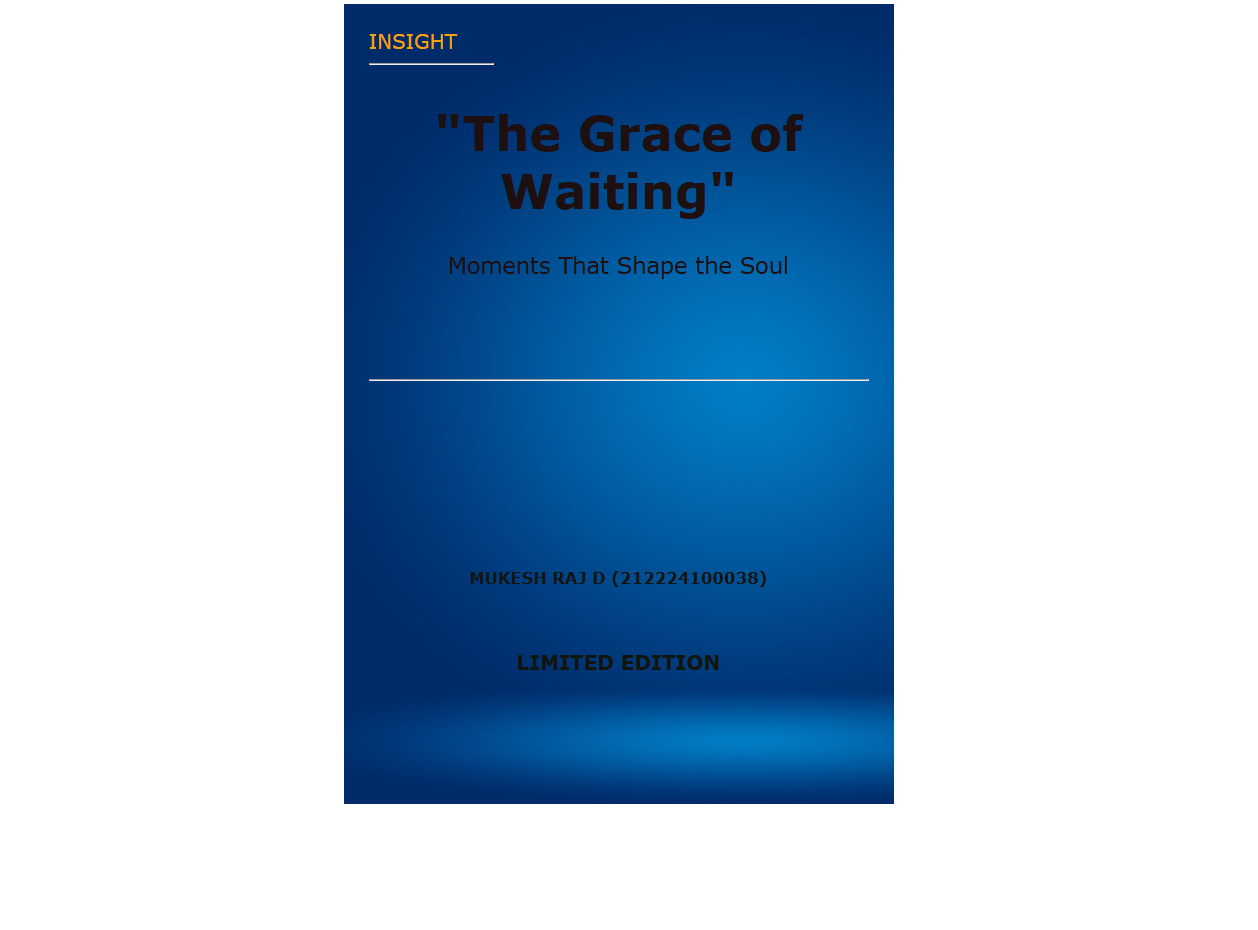 INSIGHT
"The Grace of
Waiting"
Moments That Shape the Soul
MUKESH RAJ D (212224100038)
LIMITED EDITION